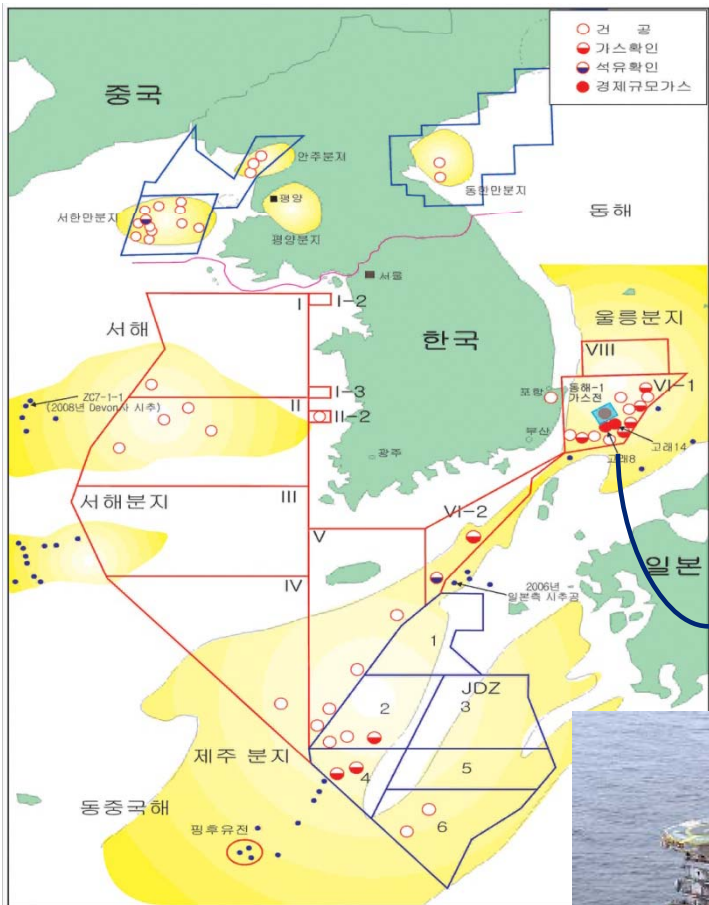 건 공
가스확인
석유확인
경제규모가스
중국
안주분지
동한만분지
평양
동해
서한만분지
평양분지
서울
I
I-2
서해
한국
울릉분지
VIII
ZC7-1-1
(2008년 Devon사 시추)
I-3
포항
동해-1
가스전
VI-1
II
II-2
부산
고래14
광주
고래8
서해분지
III
VI-2
V
일본
IV
2006년 -
일본측 시추공
1
JDZ
2
3
제주 분지
4
5
동중국해
6
핑후유전